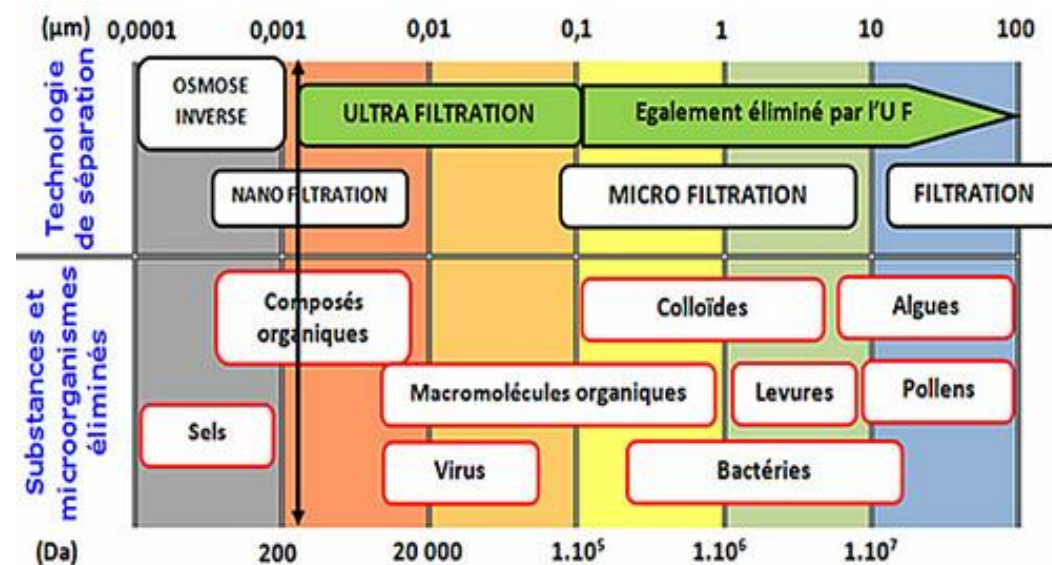 (µm) 0,0001 0,001 0,01 0,1 1 10 100
Technologie
de séparation
OSMOSE
INVERSE
ULTRA FILTRATION
Egalement éliminé par l'U F
NANO FILTRATION
MICRO FILTRATION
FILTRATION
Substances et
microorganismes
éliminés
Composés
organiques
Colloïdes
Algues
Macromolécules organiques
Levures
Pollens
Sels
Virus
Bactéries
(Da) 200 20 000 1.10⁵ 1.10⁶ 1.10⁷